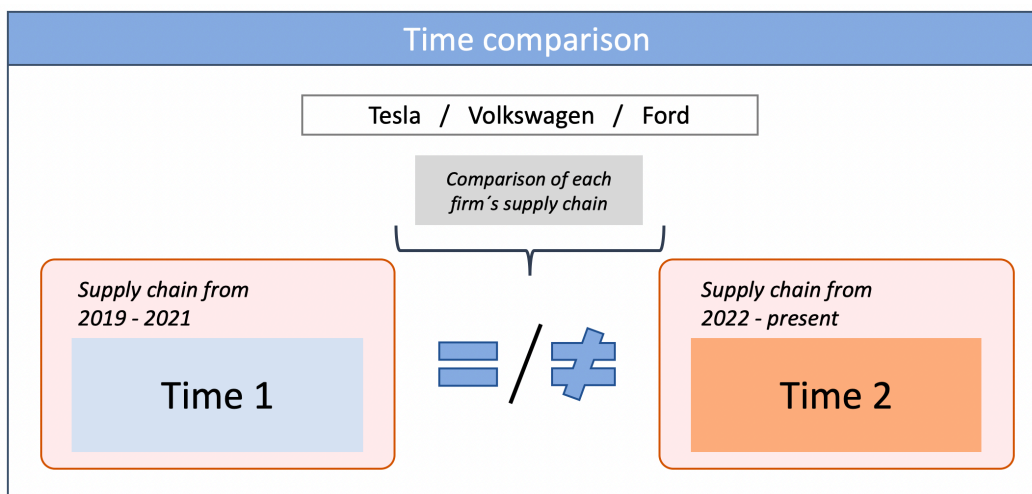 Time comparison
Tesla / Volkswagen / Ford
Comparison of each
firm´s supply chain
Supply chain from
2019 - 2021
Time 1
= / ≠
Supply chain from
2022 - present
Time 2